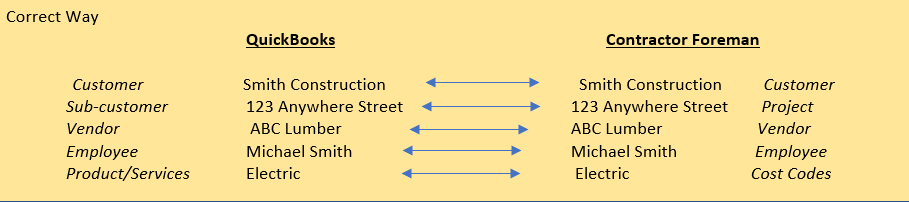 Correct Way
QuickBooks Contractor Foreman
Customer Smith Construction Smith Construction Customer
Sub-customer 123 Anywhere Street 123 Anywhere Street Project
Vendor ABC Lumber ABC Lumber Vendor
Employee Michael Smith Michael Smith Employee
Product/Services Electric Electric Cost Codes